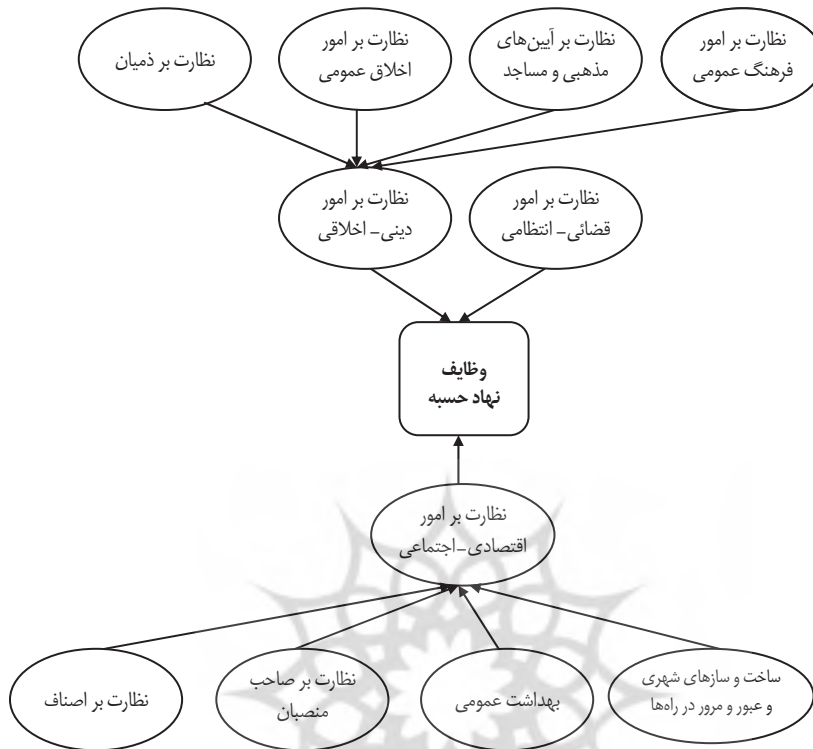 نظارت بر امور
فرهنگ عمومی
نظارت بر آیین‌های
مذهبی و مساجد
نظارت بر امور
اخلاق عمومی
نظارت بر ذمیان
نظارت بر امور
قضائی- انتظامی
نظارت بر امور
دینی- اخلاقی
وظایف
نهاد حسبه
نظارت بر امور
اقتصادی-اجتماعی
ساخت و سازهای شهری
و عبور و مرور در راه‌ها
بهداشت عمومی
نظارت بر صاحب
منصبان
نظارت بر اصناف